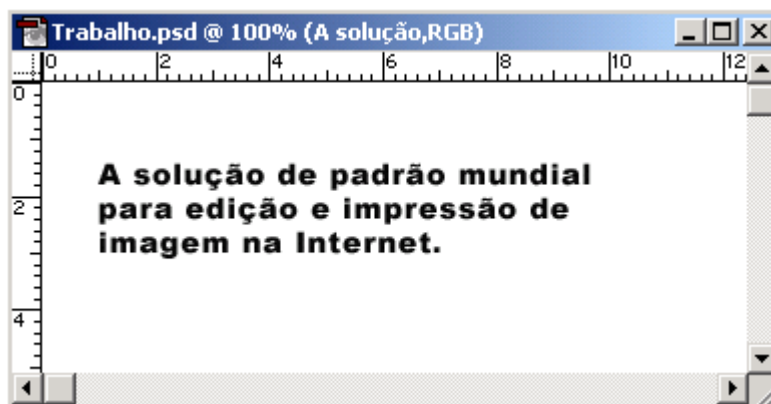 Trabalho.psd @ 100% (A solução,RGB)
0 2 4 6 8 10 12
0
2
4
A solução de padrão mundial
para edição e impressão de
imagem na Internet.